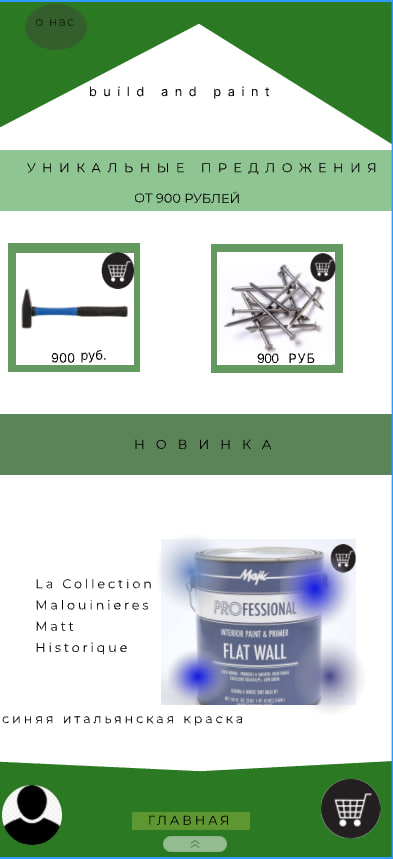 о нас
build and paint
УНИКАЛЬНЫЕ ПРЕДЛОЖЕНИЯ
ОТ 900 РУБЛЕЙ
900 руб.
900 РУБ
НОВИНКА
La Collection
Malouinieres
Matt
Historique
Majic
PROFESSIONAL
INTERIOR PAINT & PRIMER
FLAT WALL
синяя итальянская краска
ГЛАВНАЯ